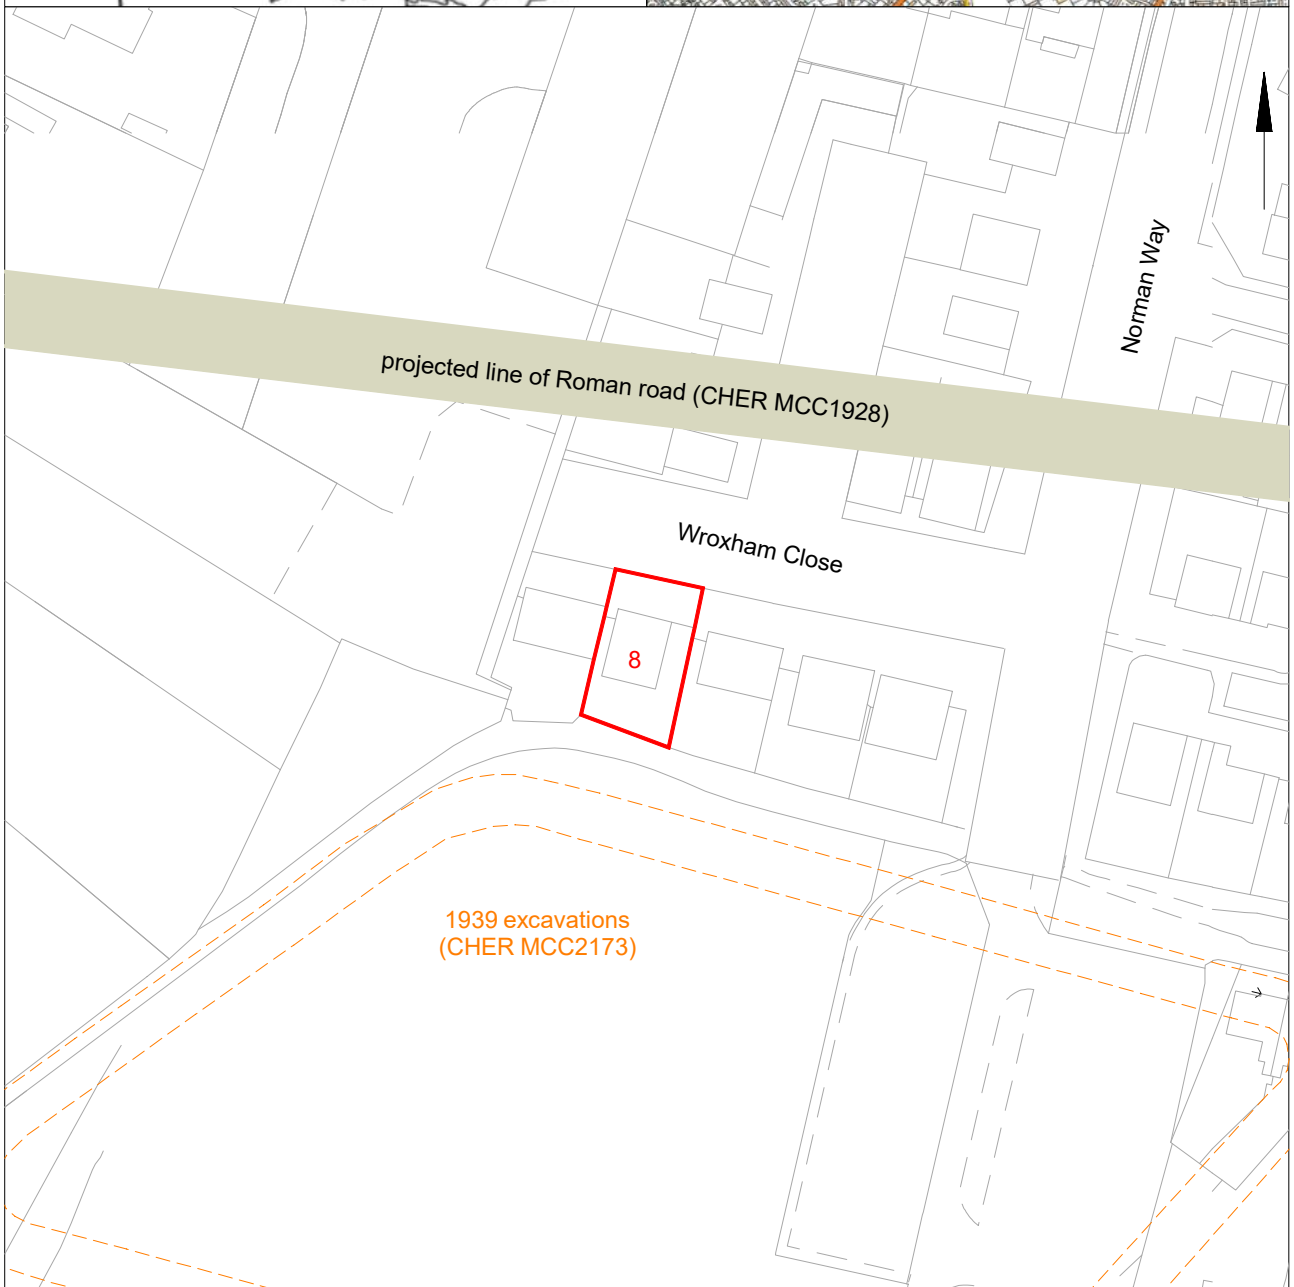 Norman Way
projected line of Roman road (CHER MCC1928)
Wroxham Close
8
1939 excavations
(CHER MCC2173)